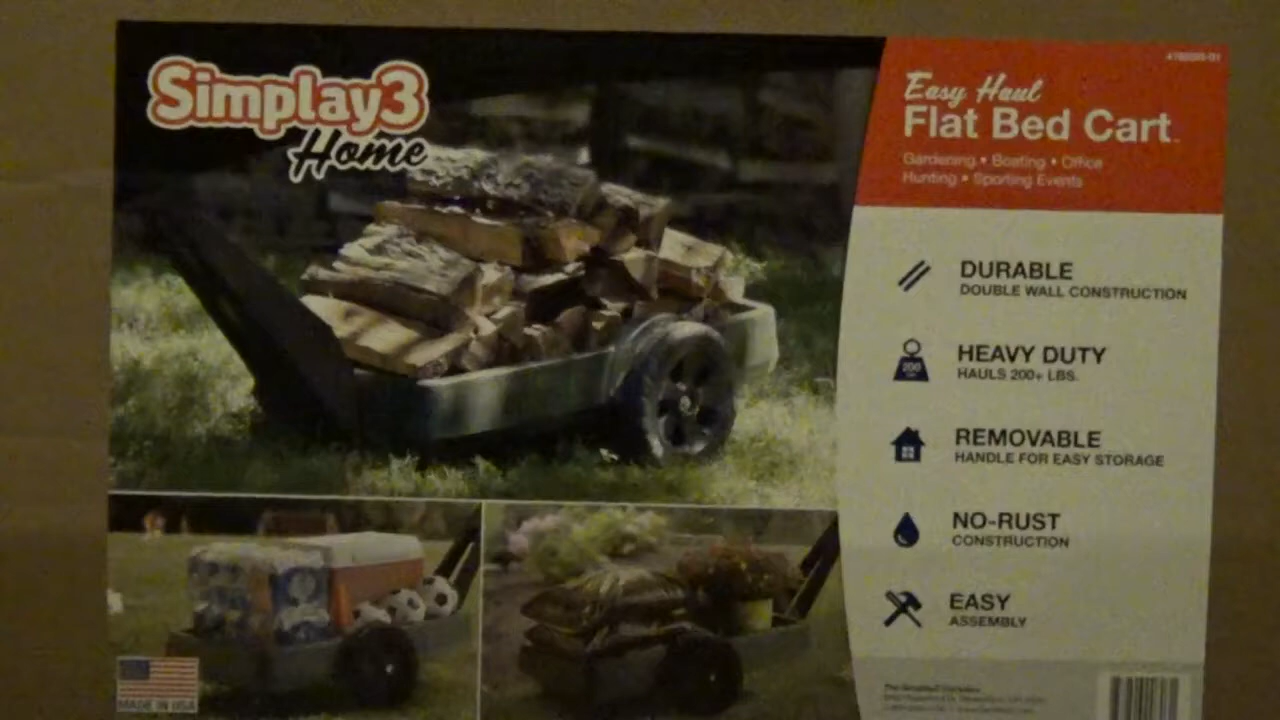 Simplay3
Home
Easy Haul
Flat Bed Cart
Gardening • Boating • Office
Hunting • Sporting Events
DURABLE
DOUBLE WALL CONSTRUCTION
200
HEAVY DUTY
HAULS 200+ LBS.
REMOVABLE
HANDLE FOR EASY STORAGE
NO-RUST
CONSTRUCTION
EASY
ASSEMBLY
MADE IN USA